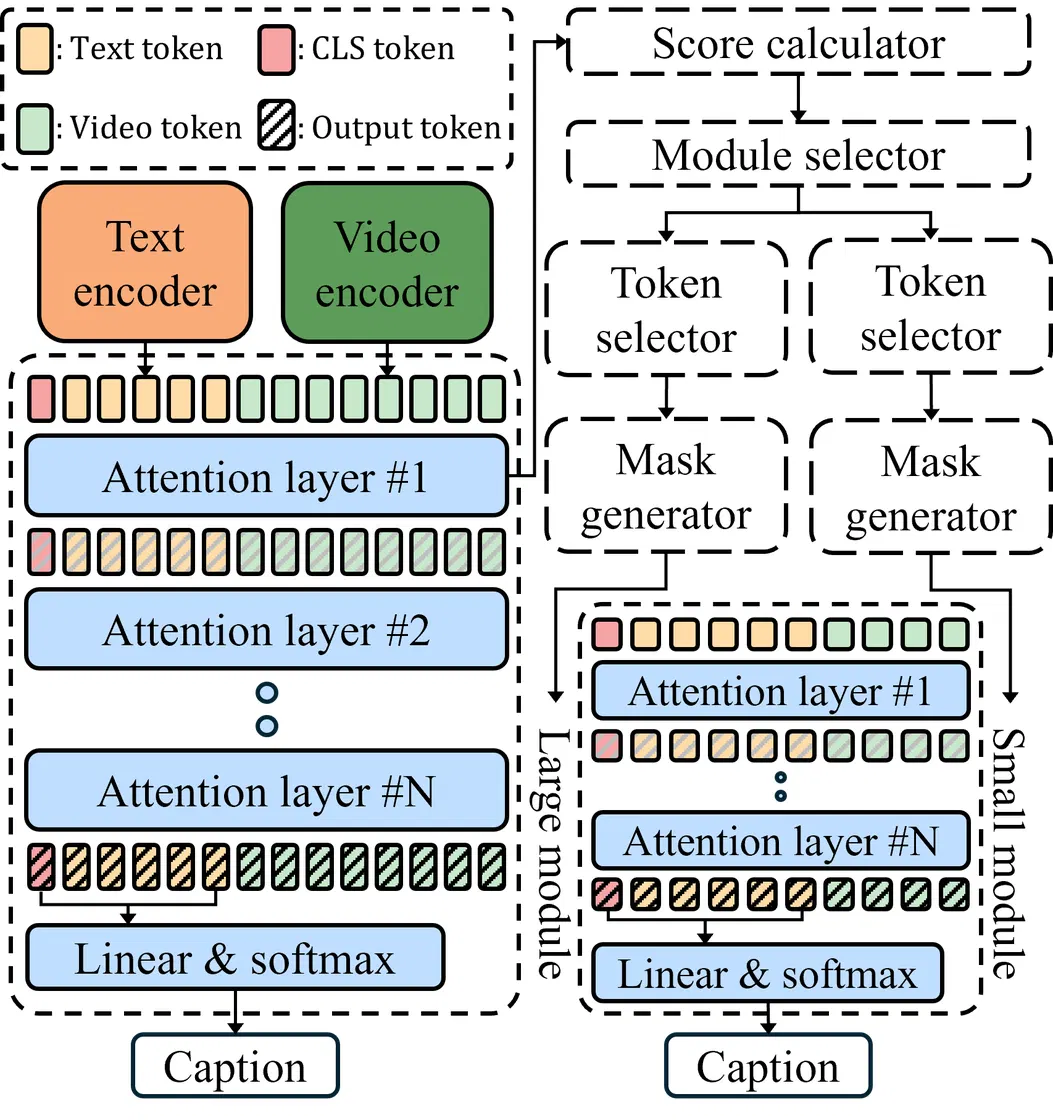 : Text token
: CLS token
: Video token
: Output token
Text
encoder
Video
encoder
Attention layer #1
Attention layer #2
Attention layer #N
Linear & softmax
Caption
Score calculator
Module selector
Token
selector
Token
selector
Mask
generator
Mask
generator
Large module
Attention layer #1
Attention layer #N
Linear & softmax
Caption
Small module